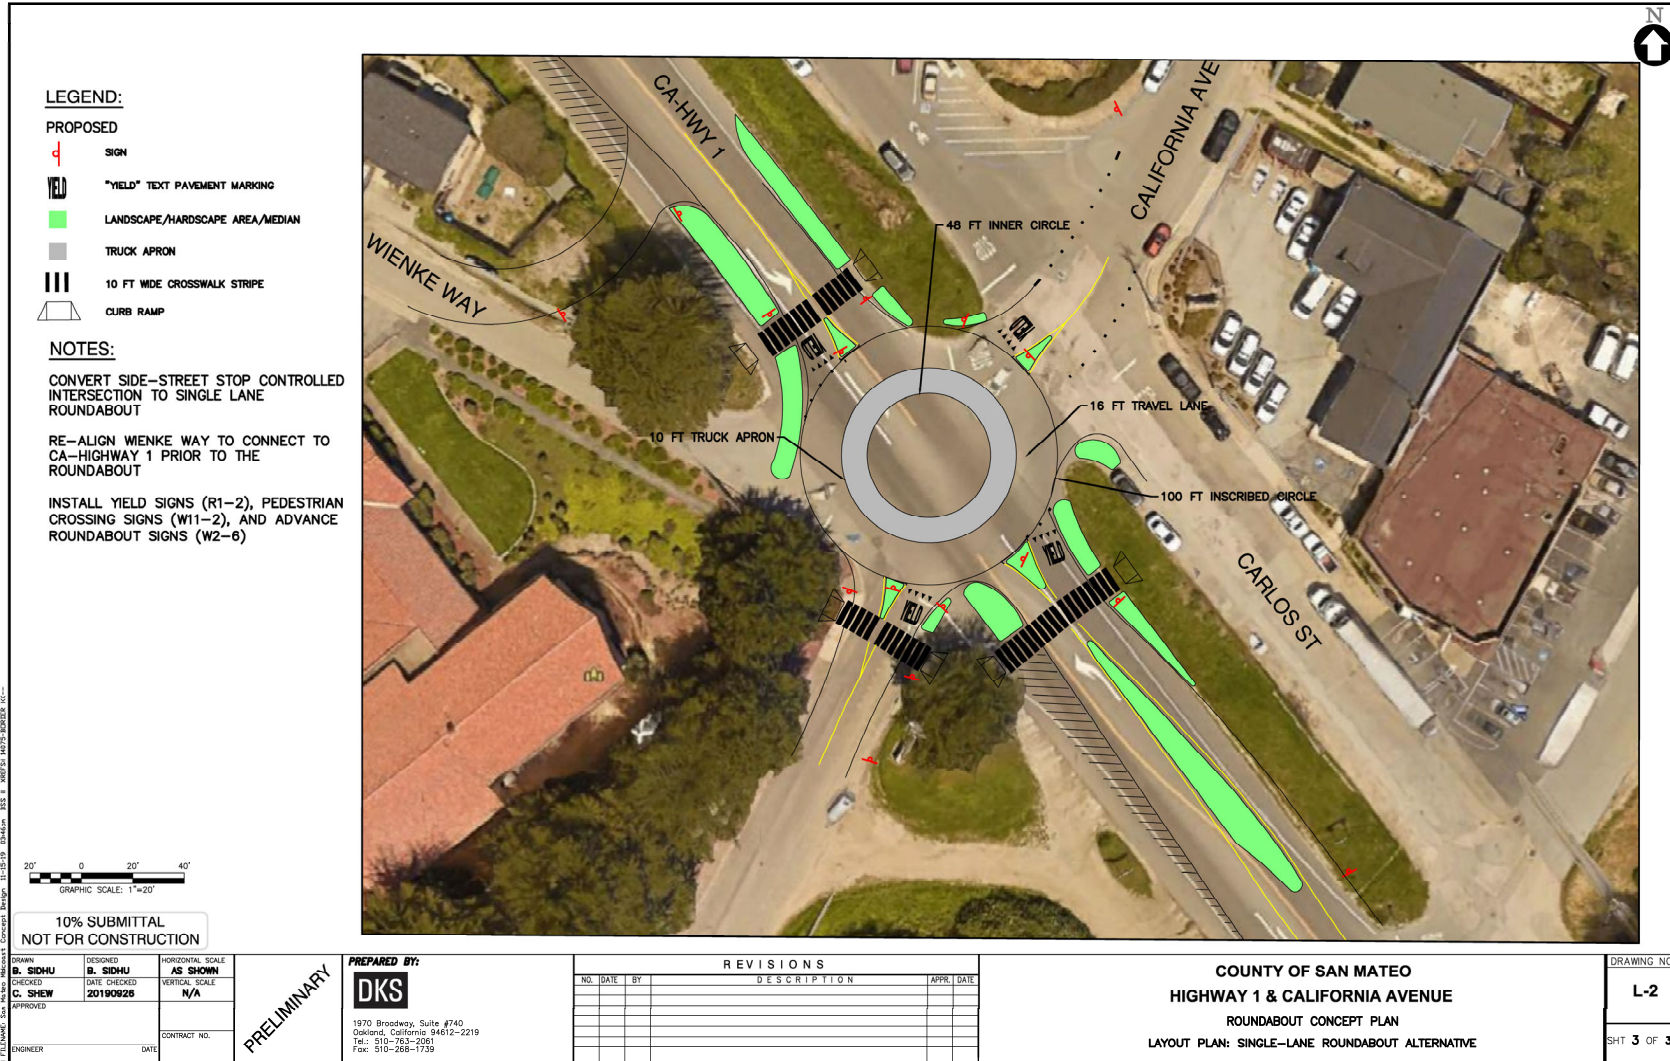 N
LEGEND:
PROPOSED
SIGN
YIELD
"YIELD" TEXT PAVEMENT MARKING
LANDSCAPE/HARDSCAPE AREA/MEDIAN
TRUCK APRON
10 FT WIDE CROSSWALK STRIPE
CURB RAMP
NOTES:
CONVERT SIDE-STREET STOP CONTROLLED
INTERSECTION TO SINGLE LANE
ROUNDABOUT
RE-ALIGN WIENKE WAY TO CONNECT TO
CA-HIGHWAY 1 PRIOR TO THE
ROUNDABOUT
INSTALL YIELD SIGNS (R1-2), PEDESTRIAN
CROSSING SIGNS (W11-2), AND ADVANCE
ROUNDABOUT SIGNS (W2-6)
CA-HWY 1
CALIFORNIA AVE
WIENKE WAY
48 FT INNER CIRCLE
YIELD
YIELD
16 FT TRAVEL LANE
10 FT TRUCK APRON
100 FT INSCRIBED CIRCLE
YIELD
YIELD
CARLOS ST
20' 0 20' 40'
GRAPHIC SCALE: 1"=20'
10% SUBMITTAL
NOT FOR CONSTRUCTION
DRAWN
B. SIDHU
DESIGNED
B. SIDHU
HORIZONTAL SCALE
AS SHOWN
CHECKED
C. SHEW
DATE CHECKED
20190926
VERTICAL SCALE
N/A
APPROVED
CONTRACT NO.
ENGINEER DATE
PRELIMINARY
PREPARED BY:
DKS
1970 Broadway, Suite #740
Oakland, California 94612-2219
Tel.: 510-763-2061
Fax: 510-268-1739
REVISIONS
NO. DATE BY DESCRIPTION APPR. DATE
COUNTY OF SAN MATEO
HIGHWAY 1 & CALIFORNIA AVENUE
ROUNDABOUT CONCEPT PLAN
LAYOUT PLAN: SINGLE-LANE ROUNDABOUT ALTERNATIVE
DRAWING NO
L-2
SHT 3 OF 3